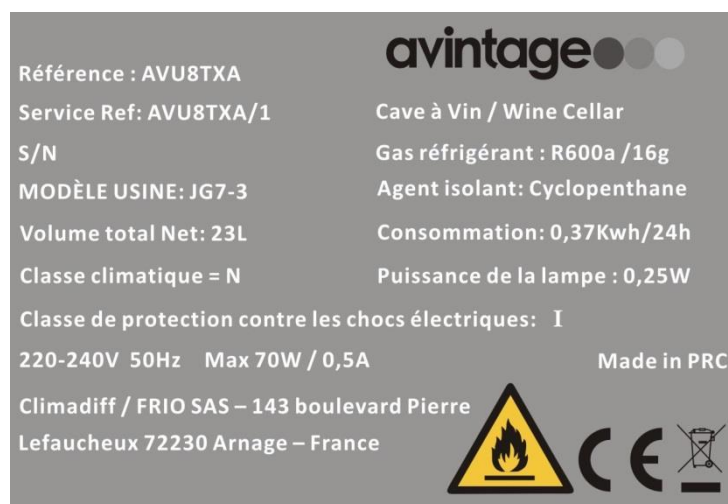 avintage
Référence : AVU8TXA
Service Ref: AVU8TXA/1
Cave à Vin / Wine Cellar
S/N
Gas réfrigérant : R600a /16g
MODÈLE USINE: JG7-3
Agent isolant: Cyclopenthane
Volume total Net: 23L
Consommation: 0,37Kwh/24h
Classe climatique = N
Puissance de la lampe : 0,25W
Classe de protection contre les chocs électriques: I
220-240V 50Hz Max 70W / 0,5A
Made in PRC
Climadiff / FRIO SAS – 143 boulevard Pierre
Lefaucheux 72230 Arnage – France
CE